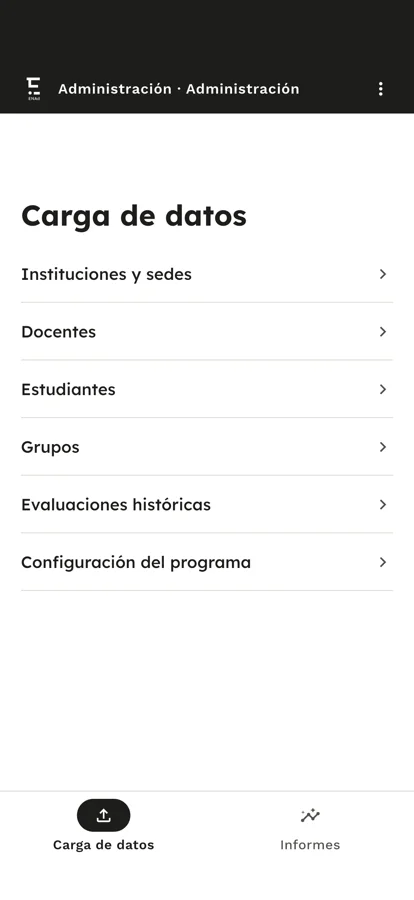 EMAÚ
Administración · Administración
Carga de datos
Instituciones y sedes
Docentes
Estudiantes
Grupos
Evaluaciones históricas
Configuración del programa
Carga de datos
Informes